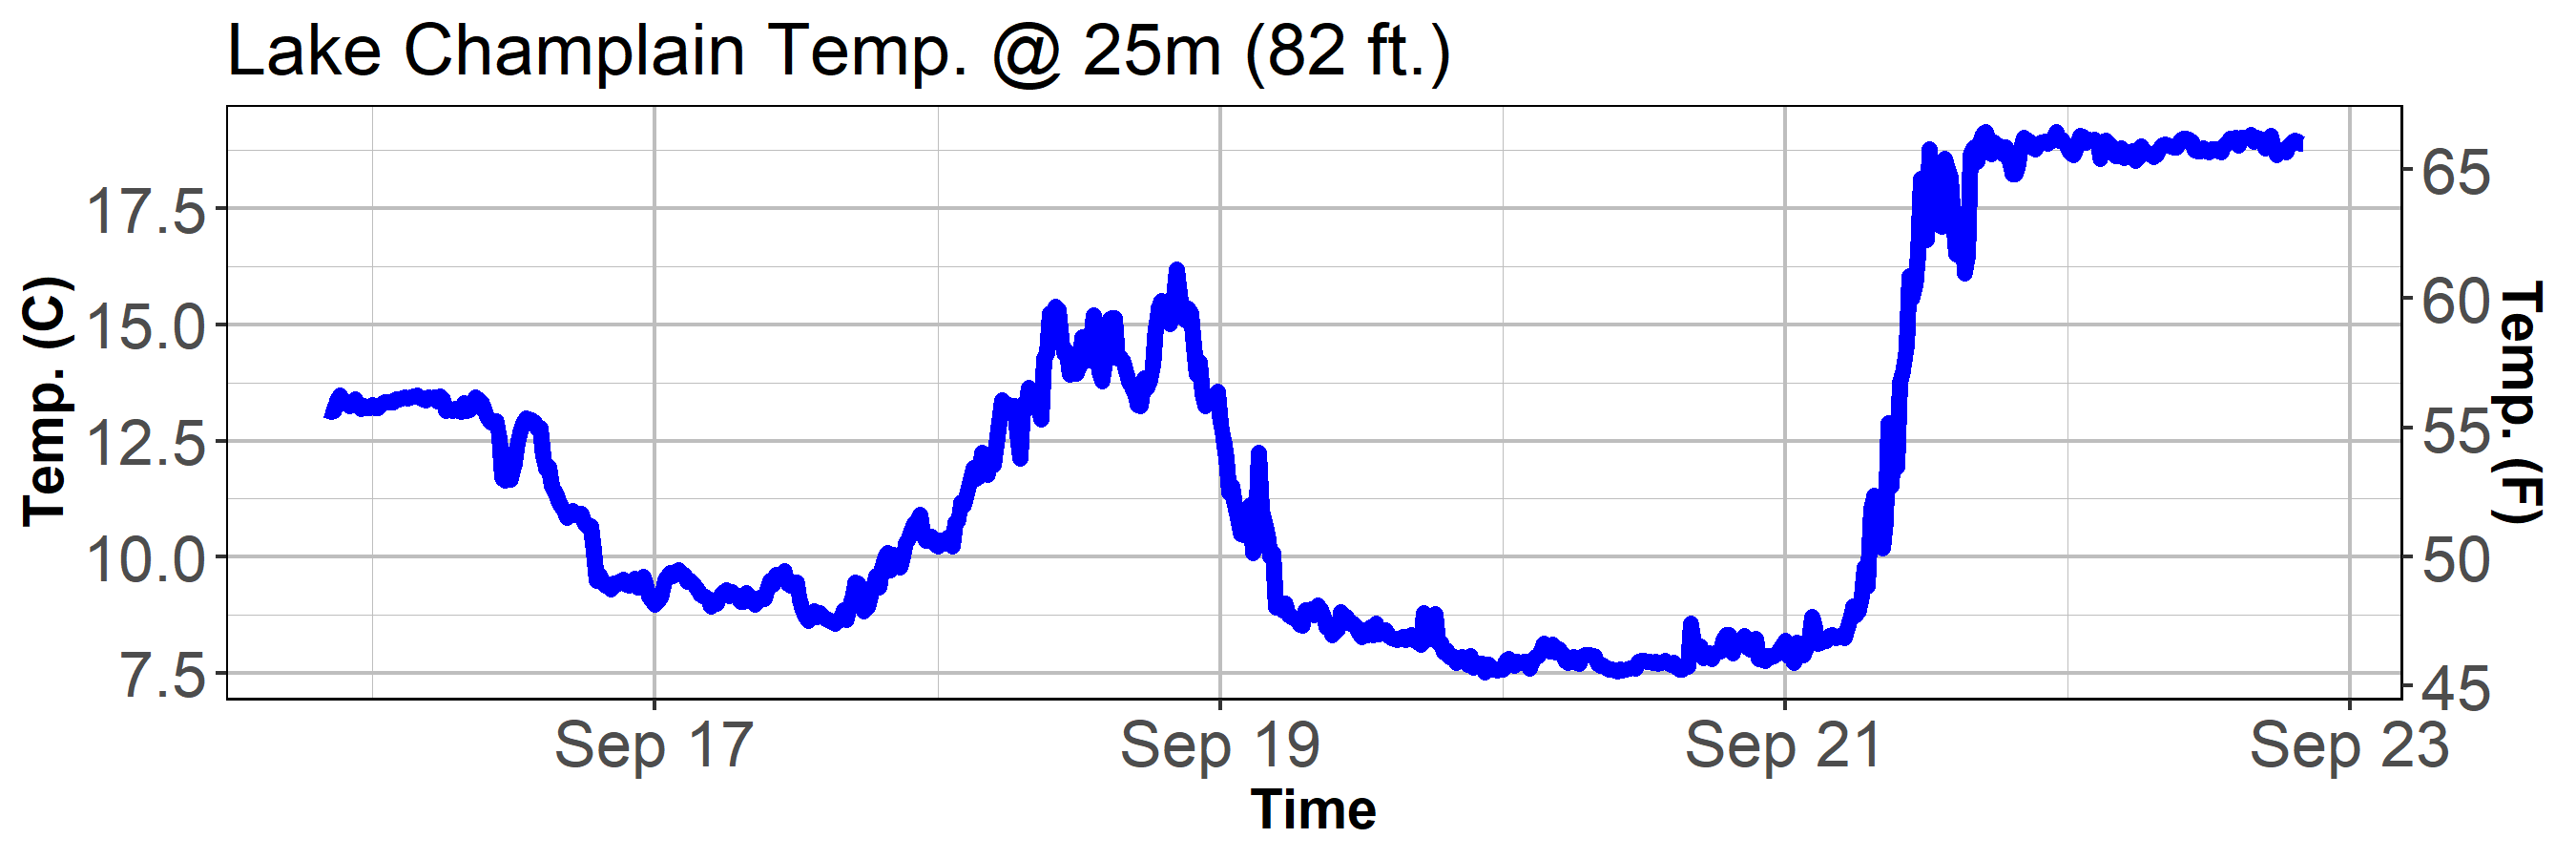 Lake Champlain Temp. @ 25m (82 ft.)
Temp. (C)
17.5
15.0
12.5
10.0
7.5
65
60
55
50
45
Temp. (F)
Sep 17
Sep 19
Sep 21
Sep 23
Time